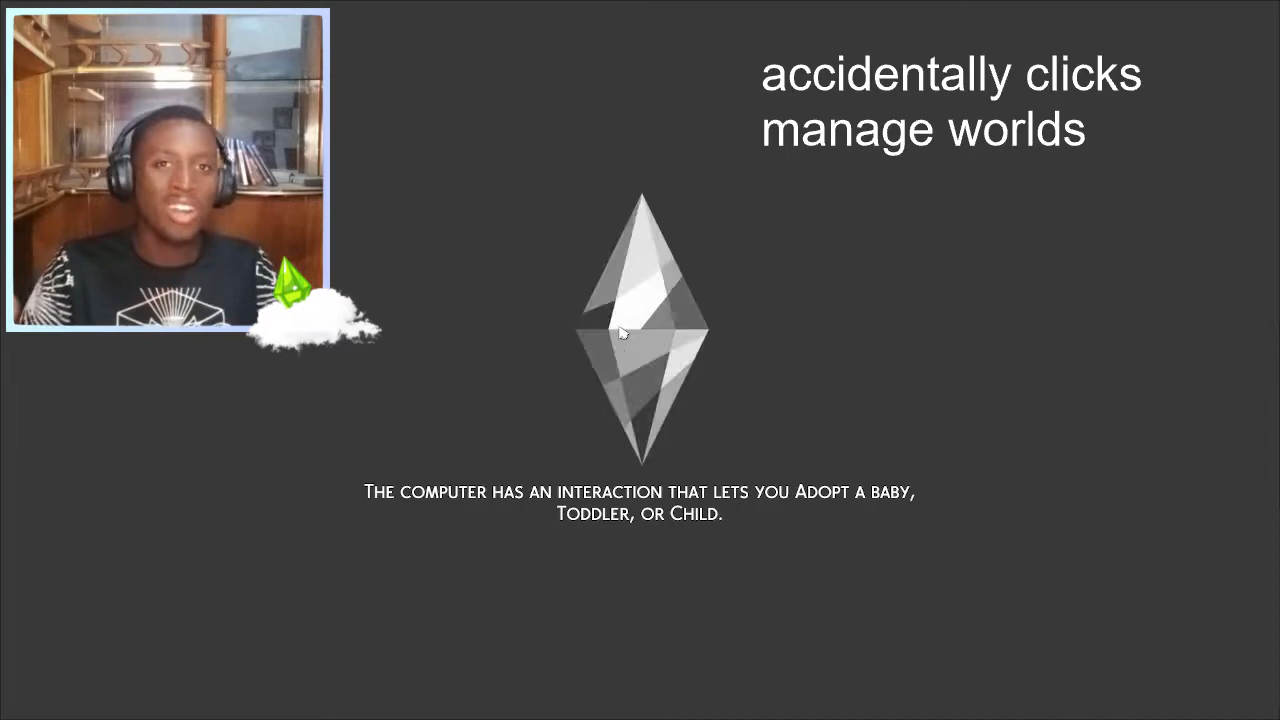 accidentally clicks
manage worlds
The computer has an interaction that lets you Adopt a baby,
Toddler, or Child.